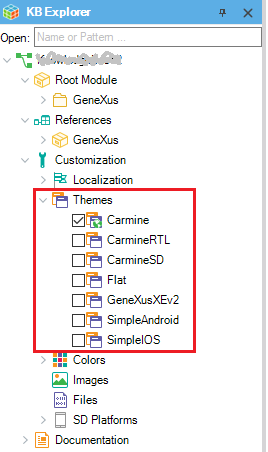 KB Explorer
Open: Name or Pattern ...
Root Module
GeneXus
References
GeneXus
Customization
Localization
Themes
Carmine
CarmineRTL
CarmineSD
Flat
GeneXusXEv2
SimpleAndroid
SimpleIOS
Colors
Images
Files
SD Platforms
Documentation